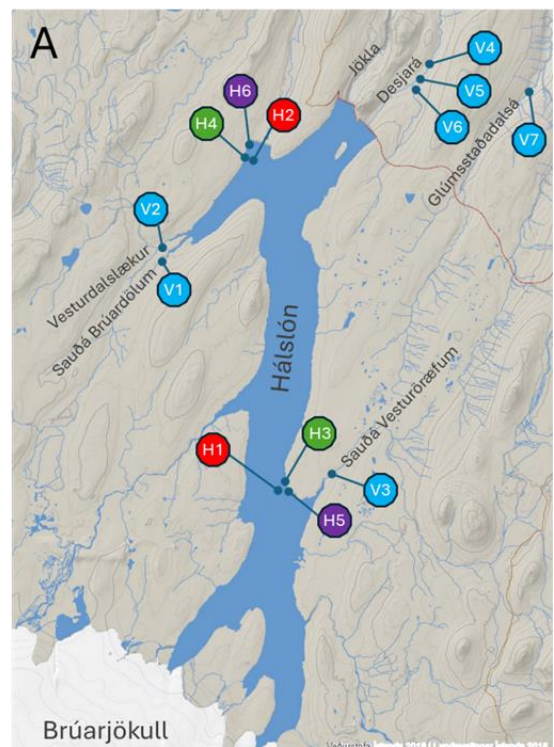 A
Jökla
Desjará
V4
V5
V6
V7
Glúmsstaðadalsá
H6
H2
H4
V2
Vesturdalslækur
Sauðá Brúardölum
V1
Hálslón
H3
Sauðá Vesturöræfum
H1
V3
H5
Brúarjökull